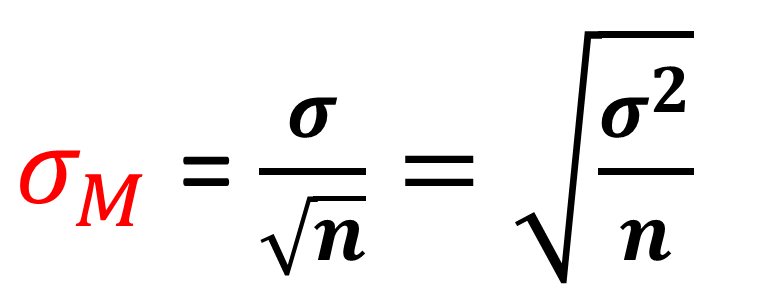 σ_M = σ/√n = √(σ²/n)